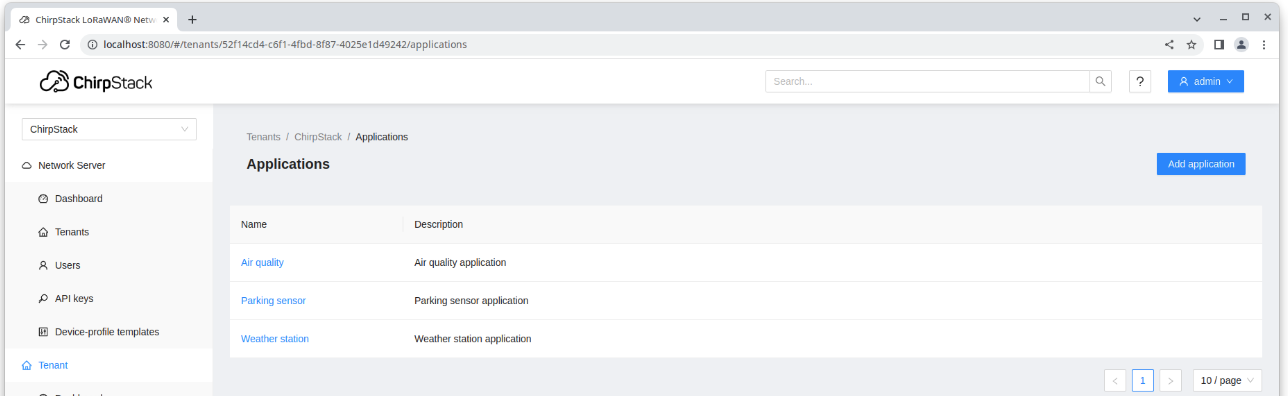 ChirpStack LoRaWAN® Netw
localhost:8080/#/tenants/52f14cd4-c6f1-4fbd-8f87-4025e1d49242/applications
ChirpStack
Search...
?
admin
ChirpStack
Network Server
Dashboard
Tenants
Users
API keys
Device-profile templates
Tenant
Tenants / ChirpStack / Applications
Applications
Add application
Name Description
Air quality Air quality application
Parking sensor Parking sensor application
Weather station Weather station application
1
10 / page